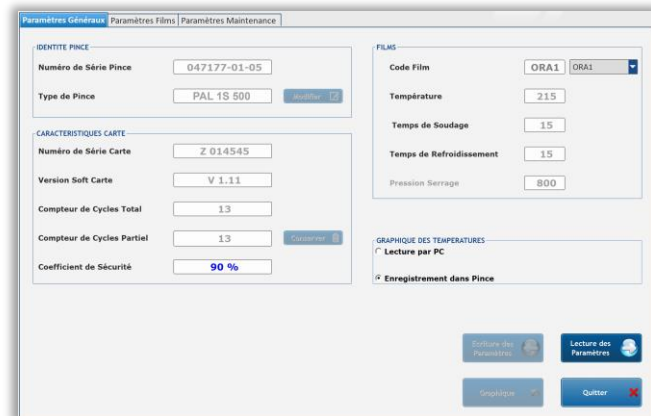 Paramètres Généraux Paramètres Films Paramètres Maintenance
IDENTITE PINCE
Numéro de Série Pince 047177-01-05
Type de Pince PAL 1S 500 Modifier
CARACTERISTIQUES CARTE
Numéro de Série Carte Z 014545
Version Soft Carte V 1.11
Compteur de Cycles Total 13
Compteur de Cycles Partiel 13 Conserver
Coefficient de Sécurité 90 %
FILMS
Code Film ORA1 ORA1
Température 215
Temps de Soudage 15
Temps de Refroidissement 15
Pression Serrage 800
GRAPHIQUE DES TEMPERATURES
Lecture par PC
Enregistrement dans Pince
Ecriture des
Paramètres
Lecture des
Paramètres
Graphique
Quitter